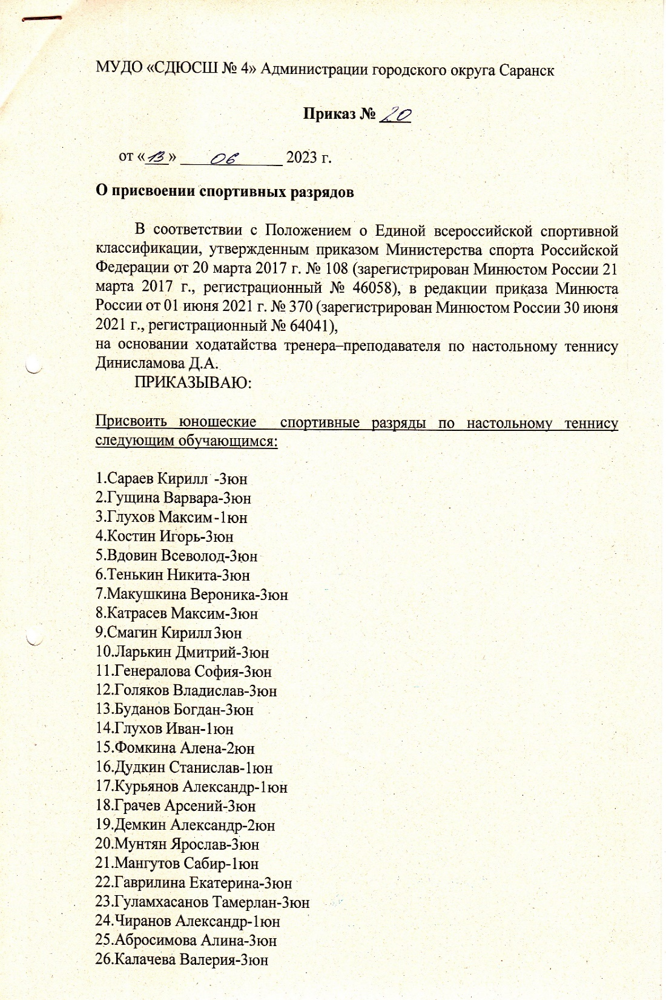 МУДО «СДЮСШ № 4» Администрации городского округа Саранск
Приказ № 20
от «13» 06 2023 г.
О присвоении спортивных разрядов
В соответствии с Положением о Единой всероссийской спортивной
классификации, утвержденным приказом Министерства спорта Российской
Федерации от 20 марта 2017 г. № 108 (зарегистрирован Минюстом России 21
марта 2017 г., регистрационный № 46058), в редакции приказа Минюста
России от 01 июня 2021 г. № 370 (зарегистрирован Минюстом России 30 июня
2021 г., регистрационный № 64041),
на основании ходатайства тренера–преподавателя по настольному теннису
Динисламова Д.А.
ПРИКАЗЫВАЮ:
Присвоить юношеские спортивные разряды по настольному теннису
следующим обучающимся:
1.Сараев Кирилл -3юн
2.Гущина Варвара-3юн
3.Глухов Максим-1юн
4.Костин Игорь-3юн
5.Вдовин Всеволод-3юн
6.Тенькин Никита-3юн
7.Макушкина Вероника-3юн
8.Катрасев Максим-3юн
9.Смагин Кирилл 3юн
10.Ларькин Дмитрий-3юн
11.Генералова София-3юн
12.Голяков Владислав-3юн
13.Буданов Богдан-3юн
14.Глухов Иван-1юн
15.Фомкина Алена-2юн
16.Дудкин Станислав-1юн
17.Курьянов Александр-1юн
18.Грачев Арсений-3юн
19.Демкин Александр-2юн
20.Мунтян Ярослав-3юн
21.Мангутов Сабир-1юн
22.Гаврилина Екатерина-3юн
23.Гуламхасанов Тамерлан-3юн
24.Чиранов Александр-1юн
25.Абросимова Алина-3юн
26.Калачева Валерия-3юн